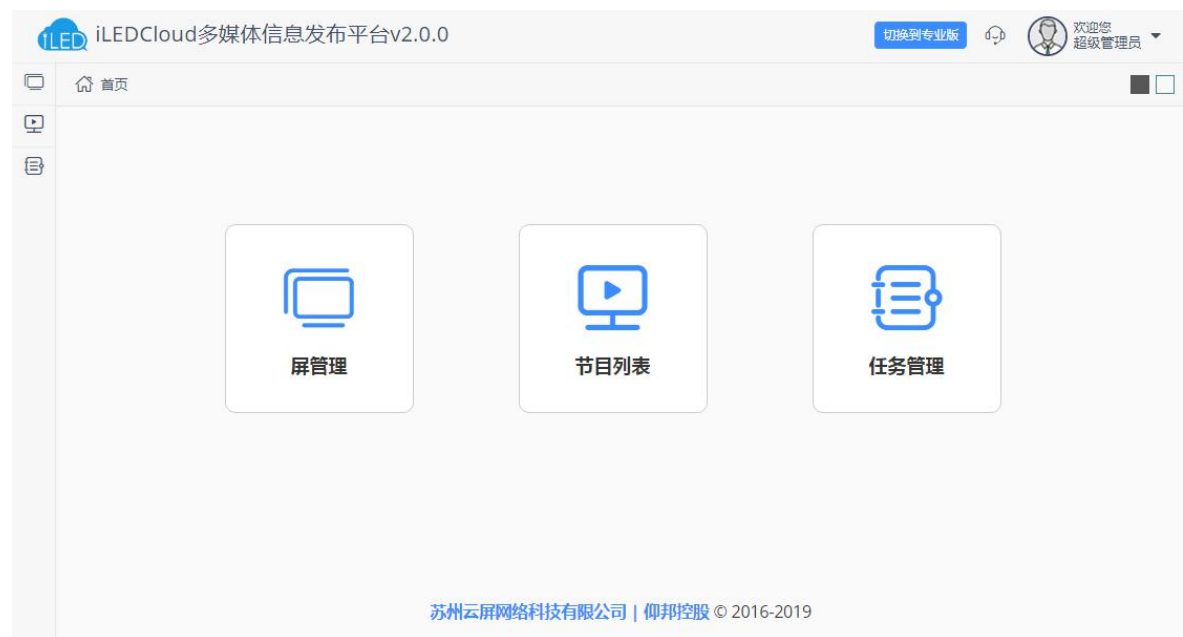 iLED iLEDCloud多媒体信息发布平台v2.0.0
切换到专业版
欢迎您
超级管理员
首页
屏管理
节目列表
任务管理
苏州云屏网络科技有限公司 | 仰邦控股 © 2016-2019